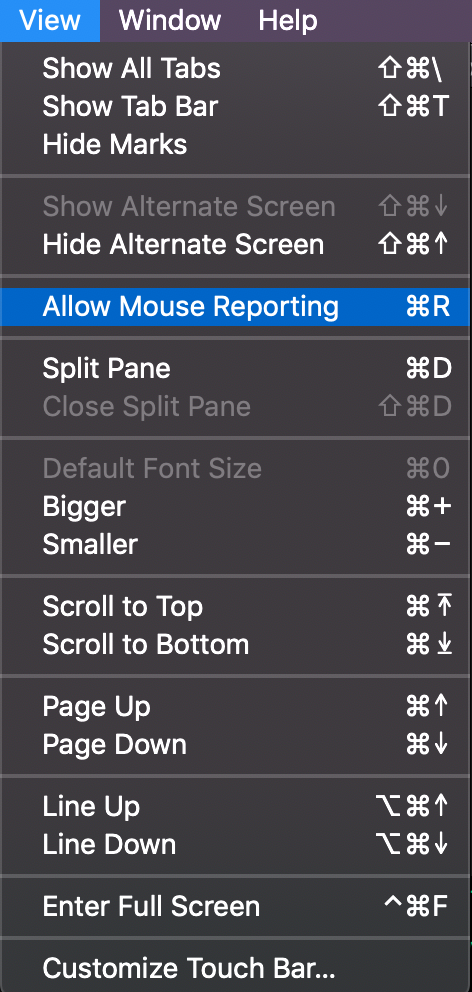 View Window Help
Show All Tabs ⇧⌘\
Show Tab Bar ⇧⌘T
Hide Marks
Show Alternate Screen ⇧⌘↓
Hide Alternate Screen ⇧⌘↑
Allow Mouse Reporting ⌘R
Split Pane ⌘D
Close Split Pane ⇧⌘D
Default Font Size ⌘0
Bigger ⌘+
Smaller ⌘−
Scroll to Top ⌘⤒
Scroll to Bottom ⌘⤓
Page Up ⌘↑
Page Down ⌘↓
Line Up ⌥⌘↑
Line Down ⌥⌘↓
Enter Full Screen ^⌘F
Customize Touch Bar...